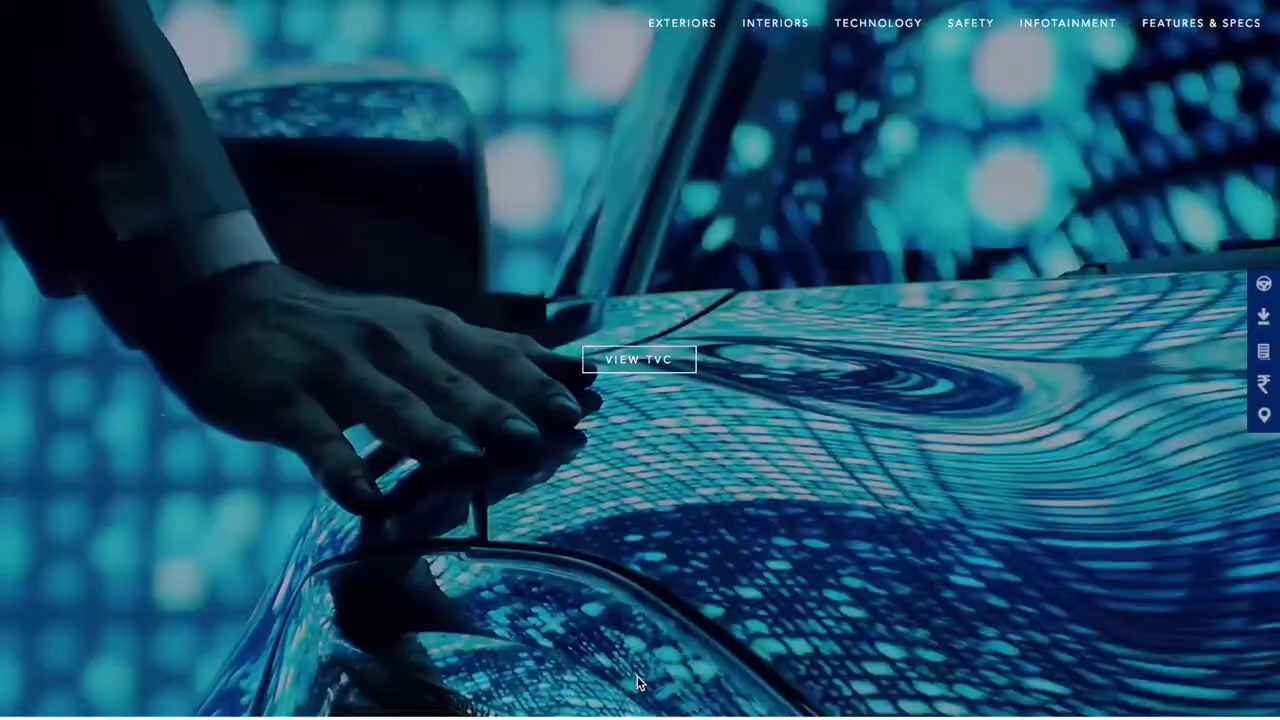 EXTERIORS INTERIORS TECHNOLOGY SAFETY INFOTAINMENT FEATURES & SPECS
VIEW TVC